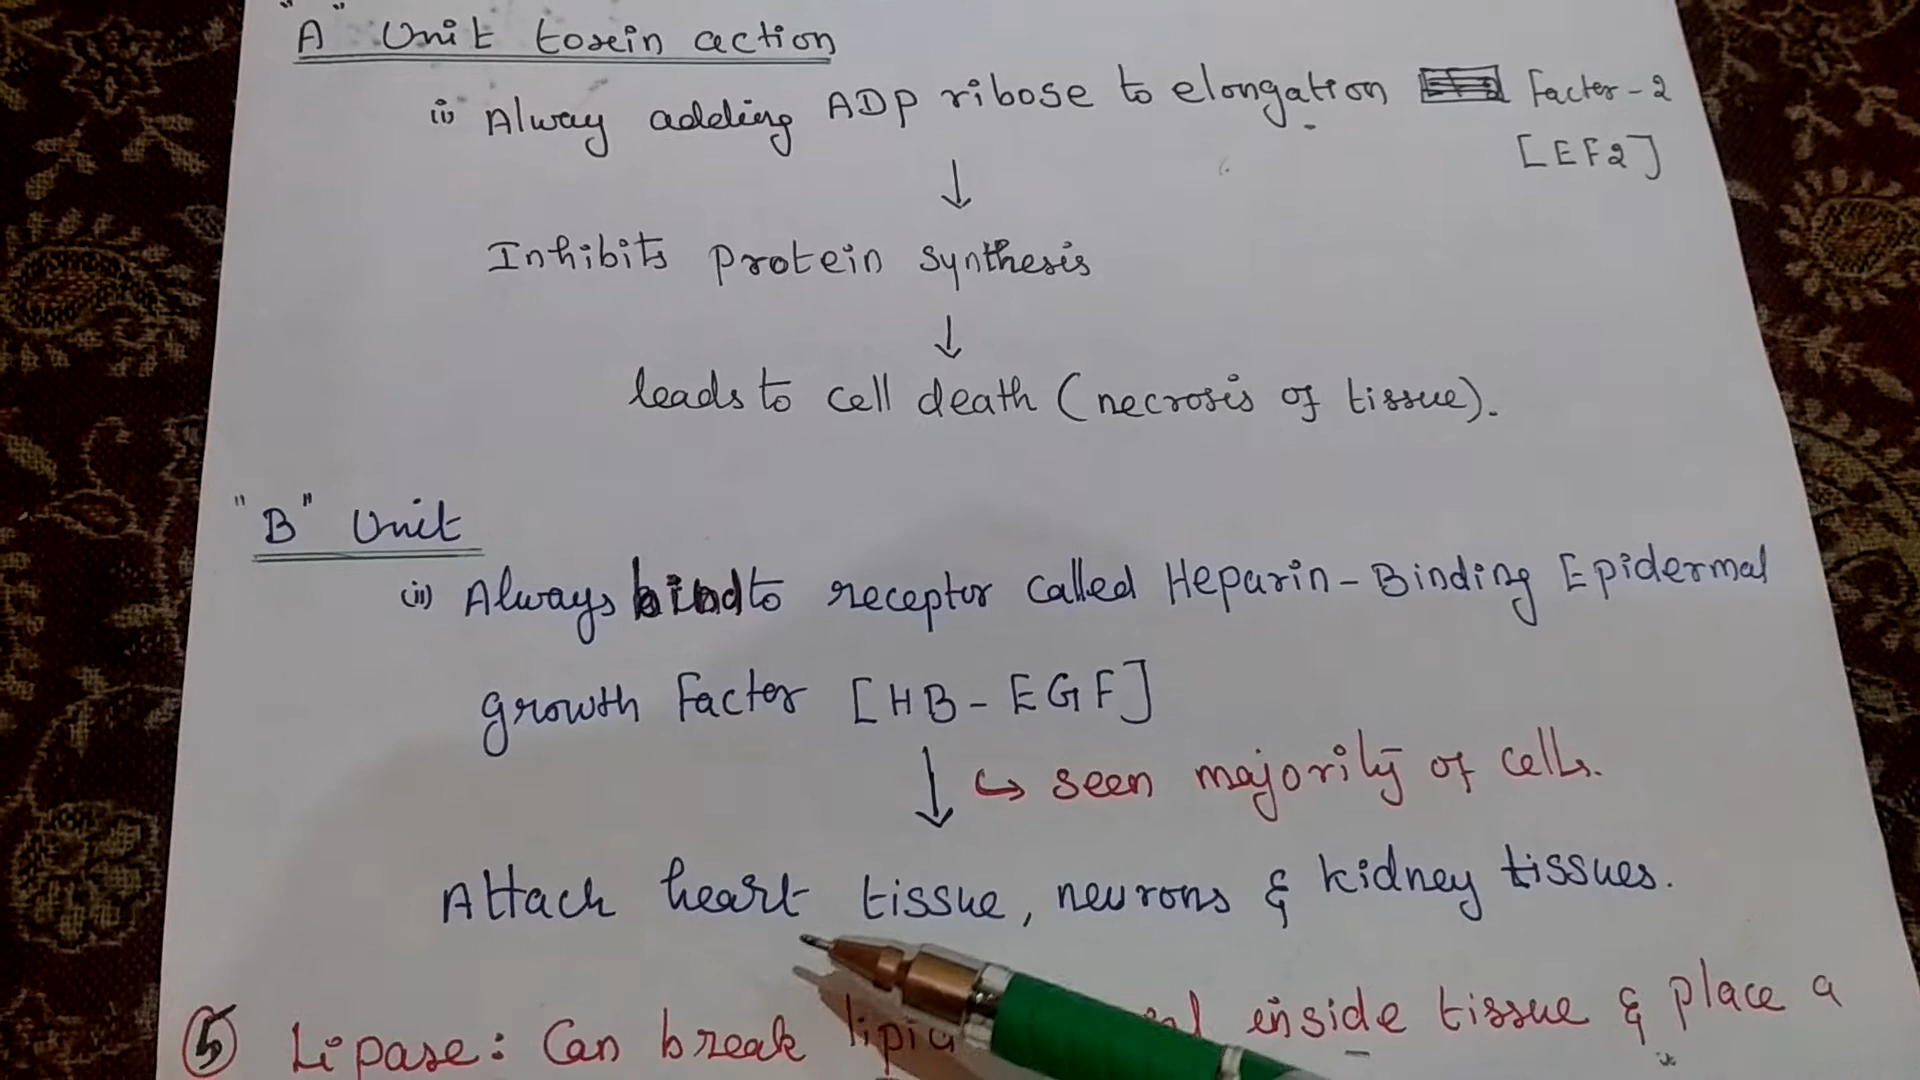 "A" Unit toxein action
(i) Alway adding ADP ribose to elongation Factor-2
[EF2]
↓
Inhibits protein synthesis
↓
leads to cell death (necrosis of tissue).
"B" Unit
(ii) Always bind to receptor called Heparin-Binding Epidermal
growth Factor [HB-EGF]
↓ ↪ seen majority of cells.
Attack heart tissue, neurons & kidney tissues.
⑤ Lipase: Can break inside tissue & place a